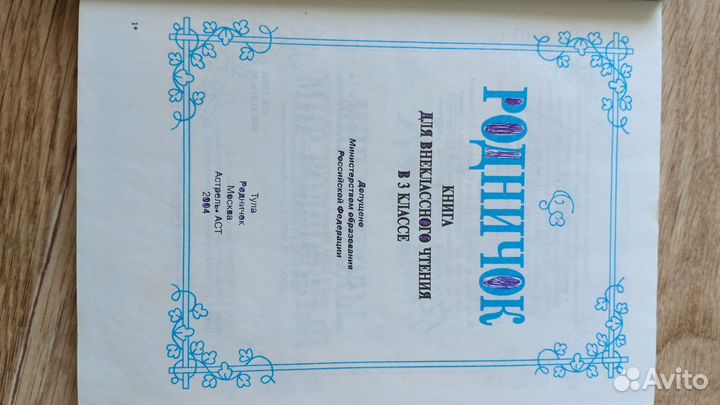 РОДНИЧОК
КНИГА
ДЛЯ ВНЕКЛАССНОГО ЧТЕНИЯ
В 3 КЛАССЕ
Допущено
Министерством образования
Российской Федерации
Тула
Родничок
Москва
Астрель· АСТ
2004
1*
Avito